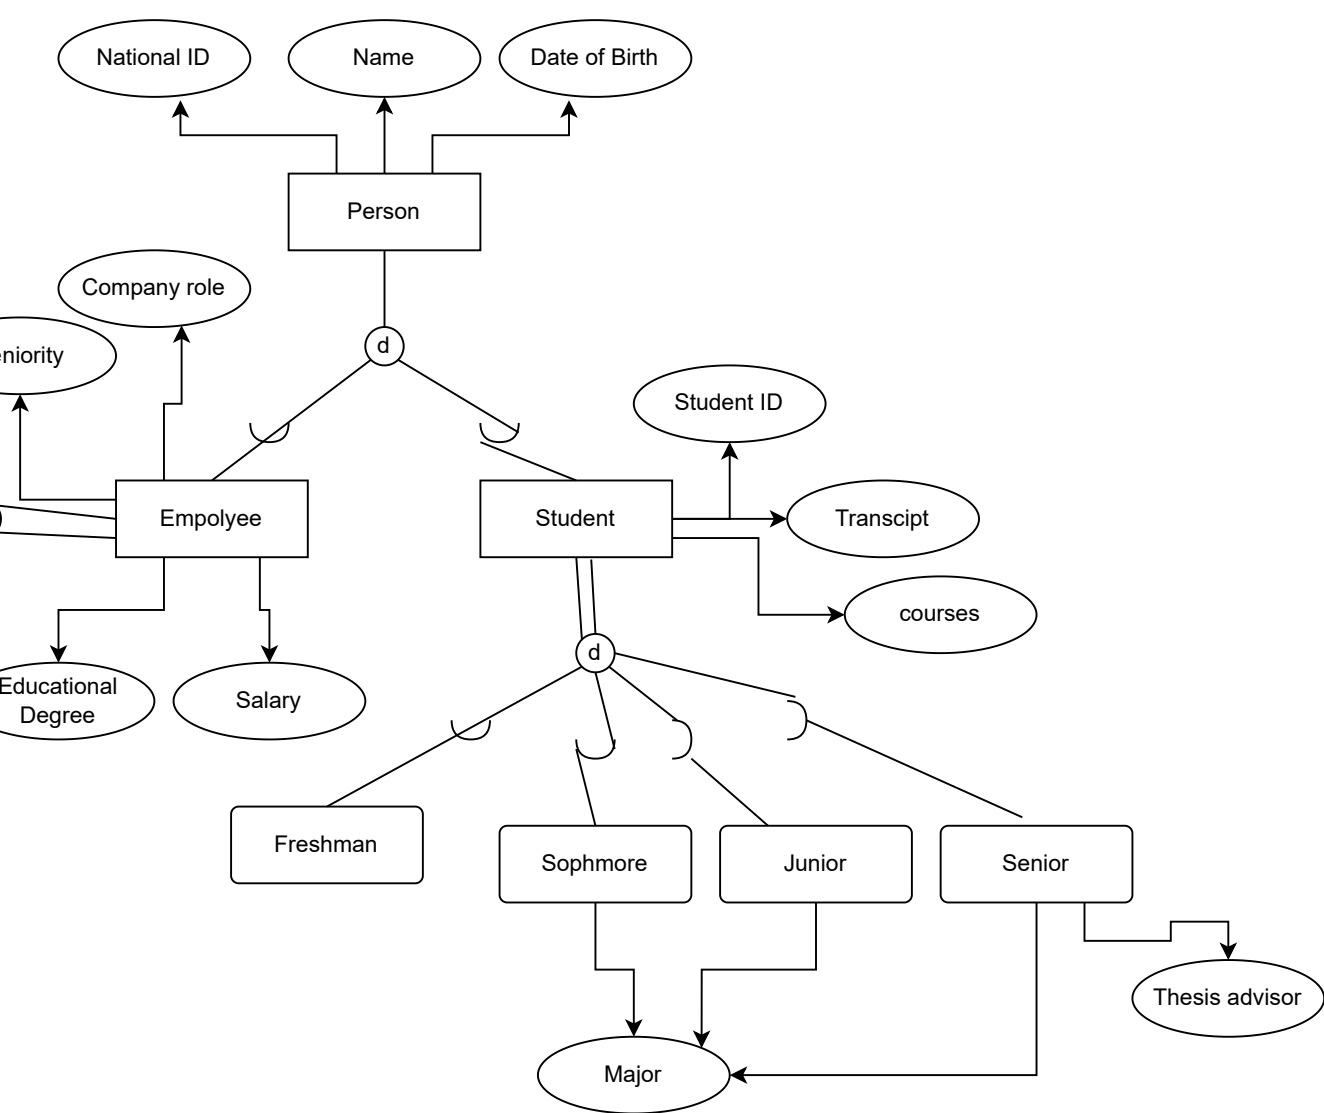 National ID
Name
Date of Birth
Person
Company role
eniority
d
Student ID
Empolyee
Student
Transcipt
courses
d
Educational
Degree
Salary
Freshman
Sophmore
Junior
Senior
Thesis advisor
Major